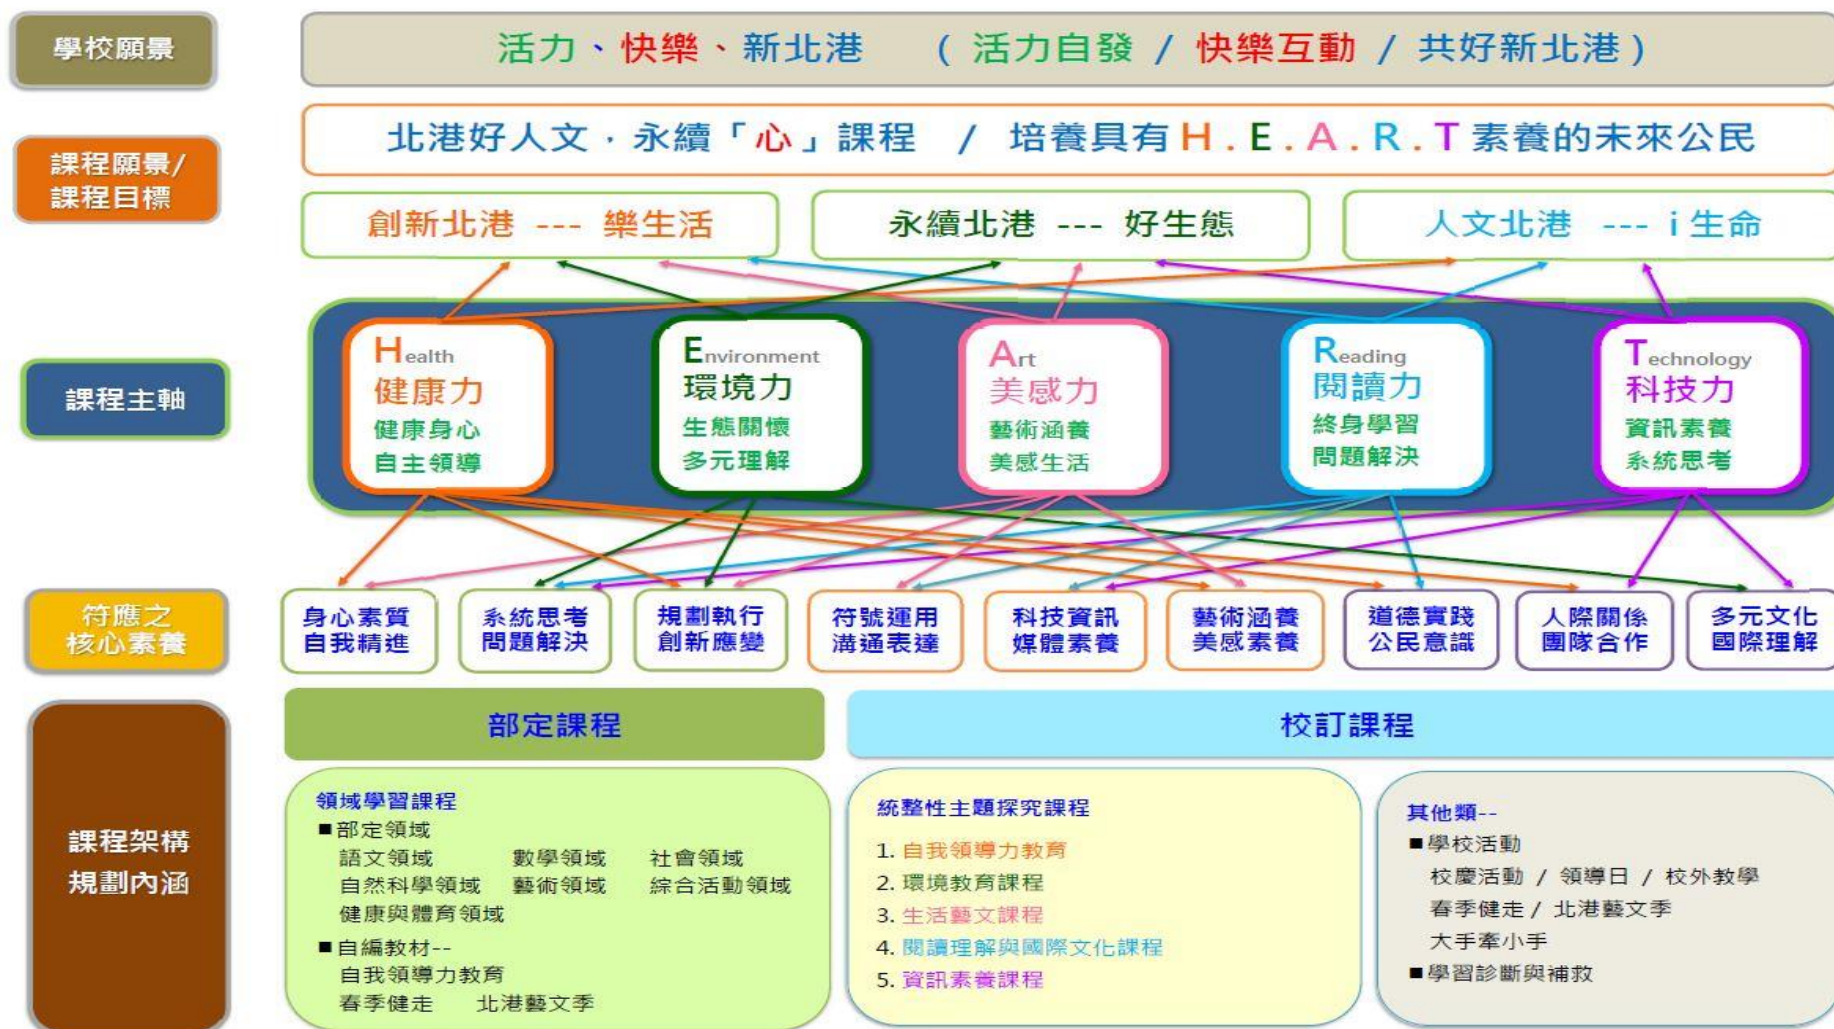 學校願景
活力、快樂、新北港 ( 活力自發 / 快樂互動 / 共好新北港 )
課程願景/
課程目標
北港好人文．永續「心」課程 / 培養具有H.E.A.R.T素養的未來公民
創新北港 --- 樂生活
永續北港 --- 好生態
人文北港 --- i 生命
課程主軸
Health
健康力
健康身心
自主領導
Environment
環境力
生態關懷
多元理解
Art
美感力
藝術涵養
美感生活
Reading
閱讀力
終身學習
問題解決
Technology
科技力
資訊素養
系統思考
符應之
核心素養
身心素質
自我精進
系統思考
問題解決
規劃執行
創新應變
符號運用
溝通表達
科技資訊
媒體素養
藝術涵養
美感素養
道德實踐
公民意識
人際關係
團隊合作
多元文化
國際理解
課程架構
規劃內涵
部定課程
校訂課程
領域學習課程
■部定領域
語文領域 數學領域 社會領域
自然科學領域 藝術領域 綜合活動領域
健康與體育領域
■自編教材--
自我領導力教育
春季健走 北港藝文季
統整性主題探究課程
1. 自我領導力教育
2. 環境教育課程
3. 生活藝文課程
4. 閱讀理解與國際文化課程
5. 資訊素養課程
其他類--
■學校活動
校慶活動 / 領導日 / 校外教學
春季健走 / 北港藝文季
大手牽小手
■學習診斷與補救